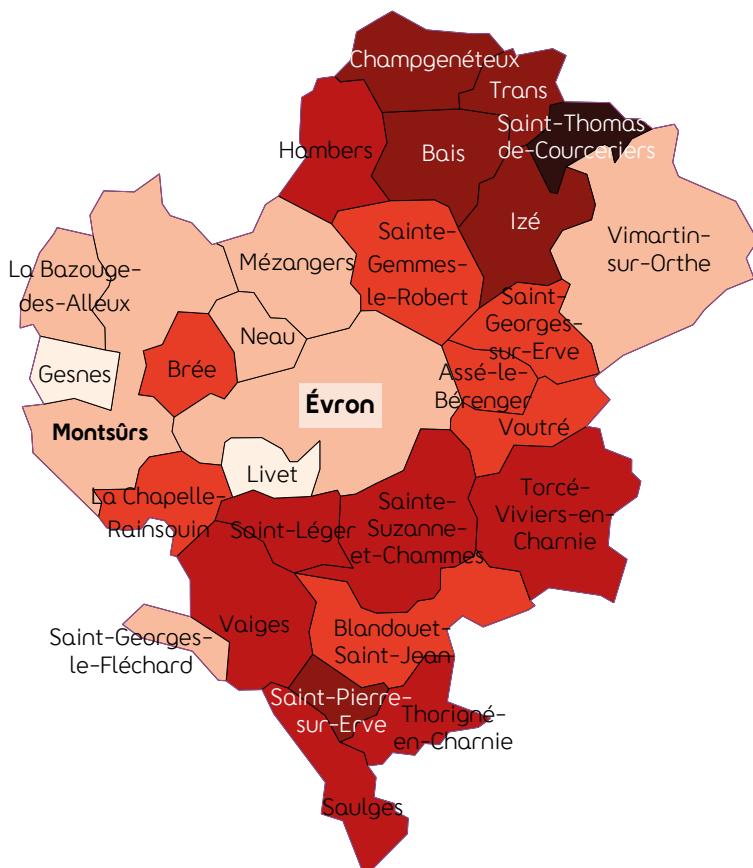 Champgenéteux
Trans
Saint-Thomas
de-Courceriers
Hambers
Bais
Izé
Vimartin-
sur-Orthe
Sainte-
Gemmes-
le-Robert
Mézangers
La Bazouge-
des-Alleux
Saint-
Georges-
sur-Erve
Neau
Brée
Gesnes
Assé-le-
Bérenger
Évron
Voutré
Montsûrs
Livet
La Chapelle-
Rainsouin
Saint-Léger
Sainte-
Suzanne-
et-Chammes
Torcé-
Viviers-en-
Charnie
Vaiges
Blandouet-
Saint-Jean
Saint-Georges-
le-Fléchard
Saint-Pierre-
sur-Erve
Thorigné-
en-Charnie
Saulges